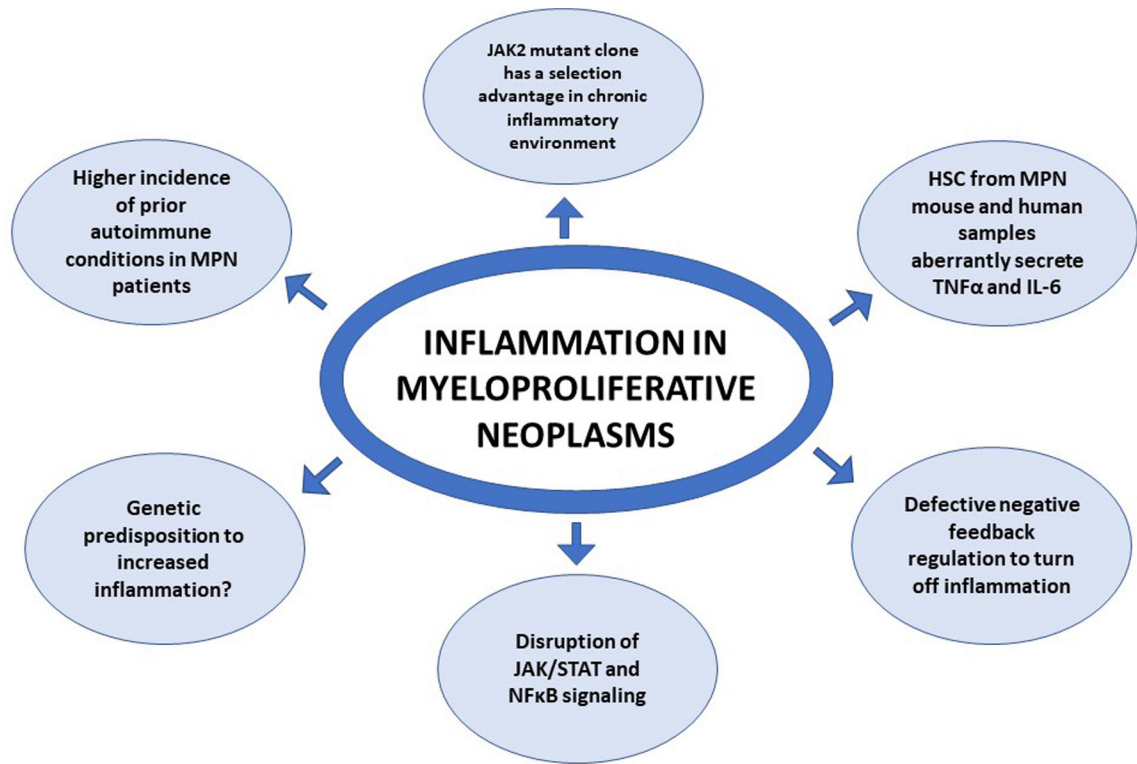 JAK2 mutant clone
has a selection
advantage in chronic
inflammatory
environment
Higher incidence
of prior
autoimmune
conditions in MPN
patients
HSC from MPN
mouse and human
samples
aberrantly secrete
TNFα and IL-6
INFLAMMATION IN
MYELOPROLIFERATIVE
NEOPLASMS
Genetic
predisposition to
increased
inflammation?
Defective negative
feedback
regulation to turn
off inflammation
Disruption of
JAK/STAT and
NFκB signaling